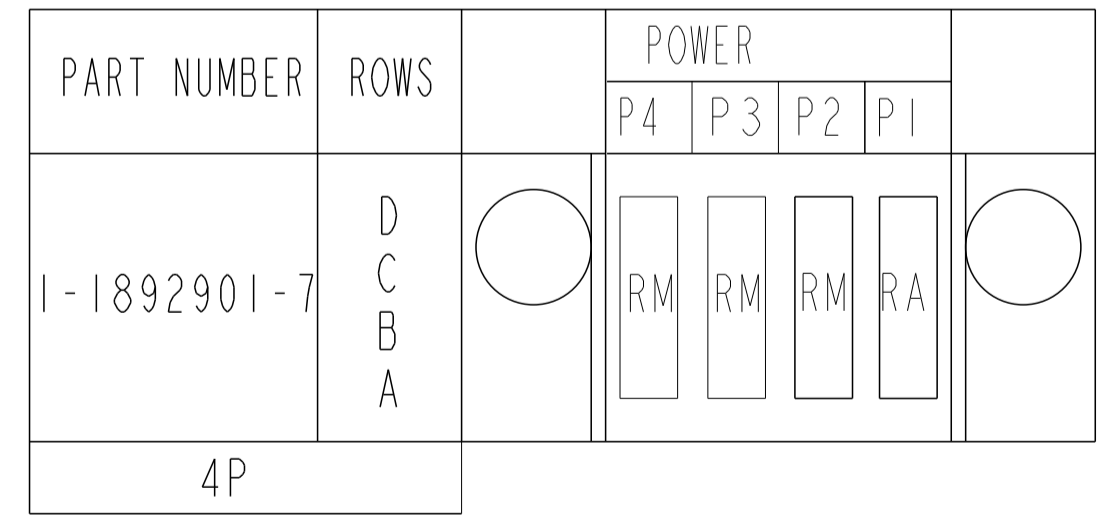 PART NUMBER ROWS POWER
P4 P3 P2 P1
1-1892901-7
D
C
B
A
RM RM RM RA
4P